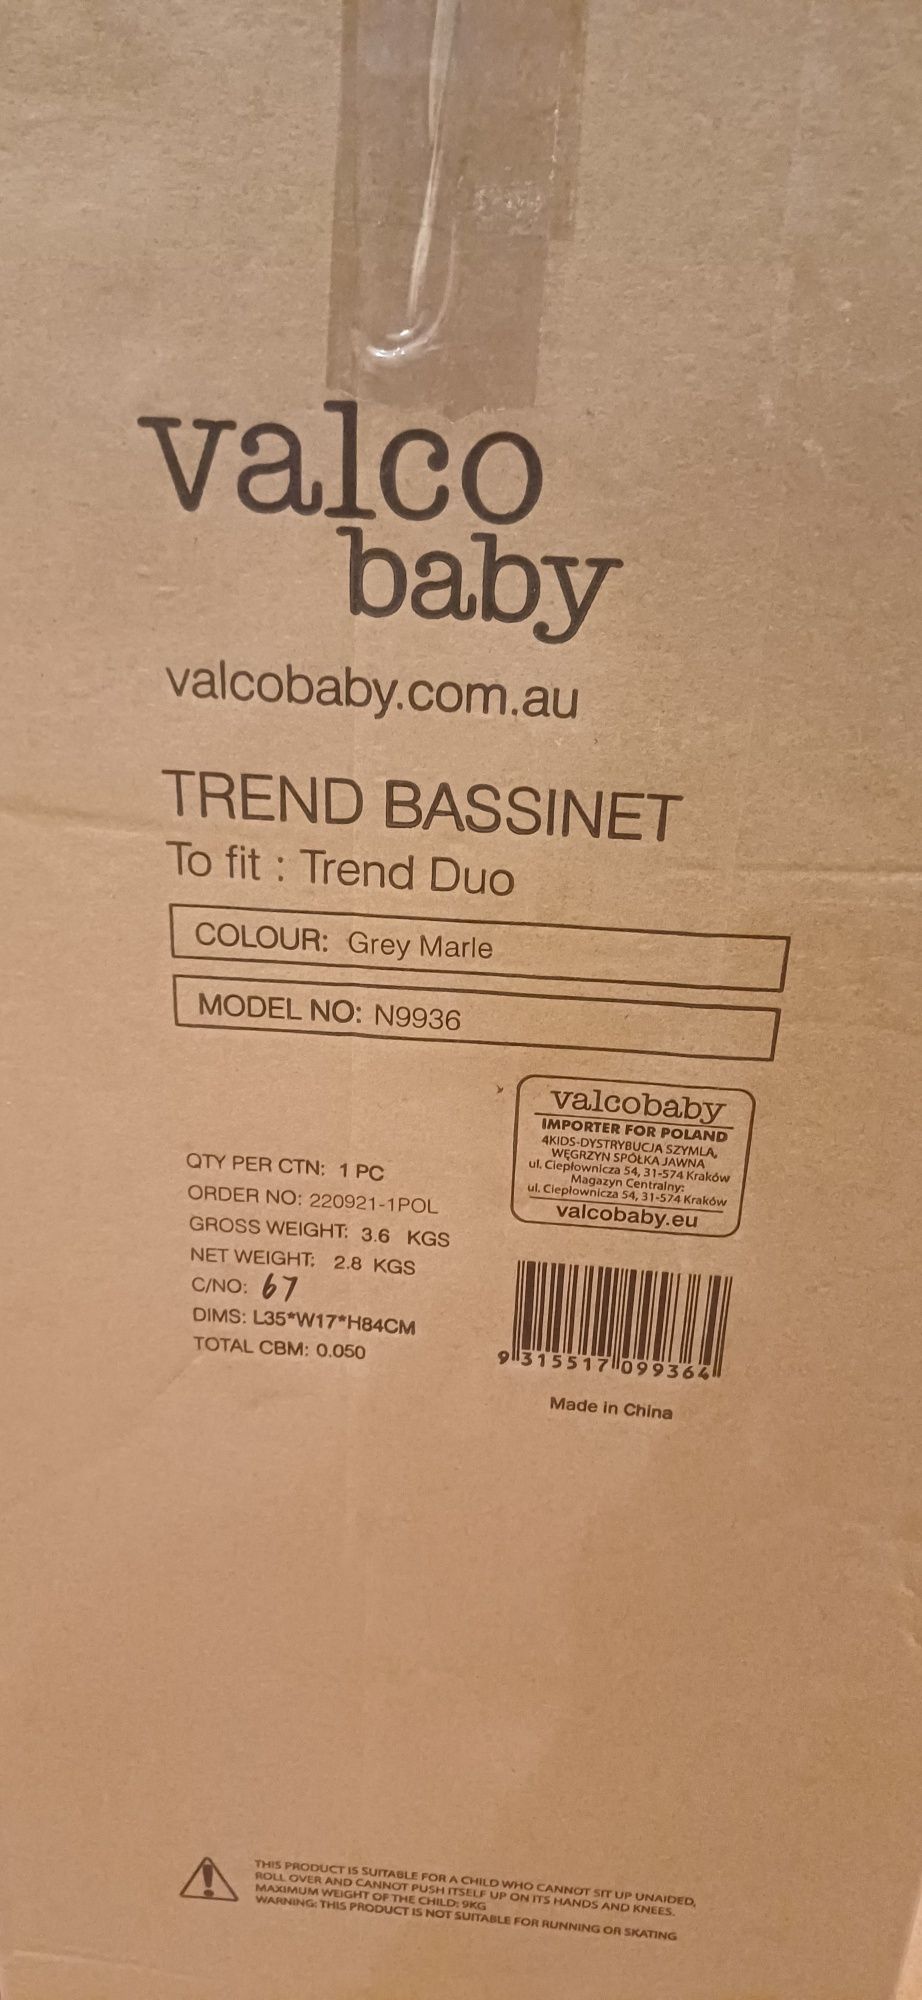 valco
baby
valcobaby.com.au
TREND BASSINET
To fit : Trend Duo
COLOUR: Grey Marle
MODEL NO: N9936
valcobaby
IMPORTER FOR POLAND
4KIDS-DYSTRYBUCJA SZYMLA,
WĘGRZYN SPÓŁKA JAWNA
ul. Ciepłownicza 54, 31-574 Kraków
Magazyn Centralny:
ul. Ciepłownicza 54, 31-574 Kraków
valcobaby.eu
QTY PER CTN: 1 PC
ORDER NO: 220921-1POL
GROSS WEIGHT: 3.6 KGS
NET WEIGHT: 2.8 KGS
C/NO: 67
DIMS: L35*W17*H84CM
TOTAL CBM: 0.050
9 315517 099364
Made in China
THIS PRODUCT IS SUITABLE FOR A CHILD WHO CANNOT SIT UP UNAIDED,
ROLL OVER AND CANNOT PUSH ITSELF UP ON ITS HANDS AND KNEES.
MAXIMUM WEIGHT OF THE CHILD: 9KG
WARNING: THIS PRODUCT IS NOT SUITABLE FOR RUNNING OR SKATING